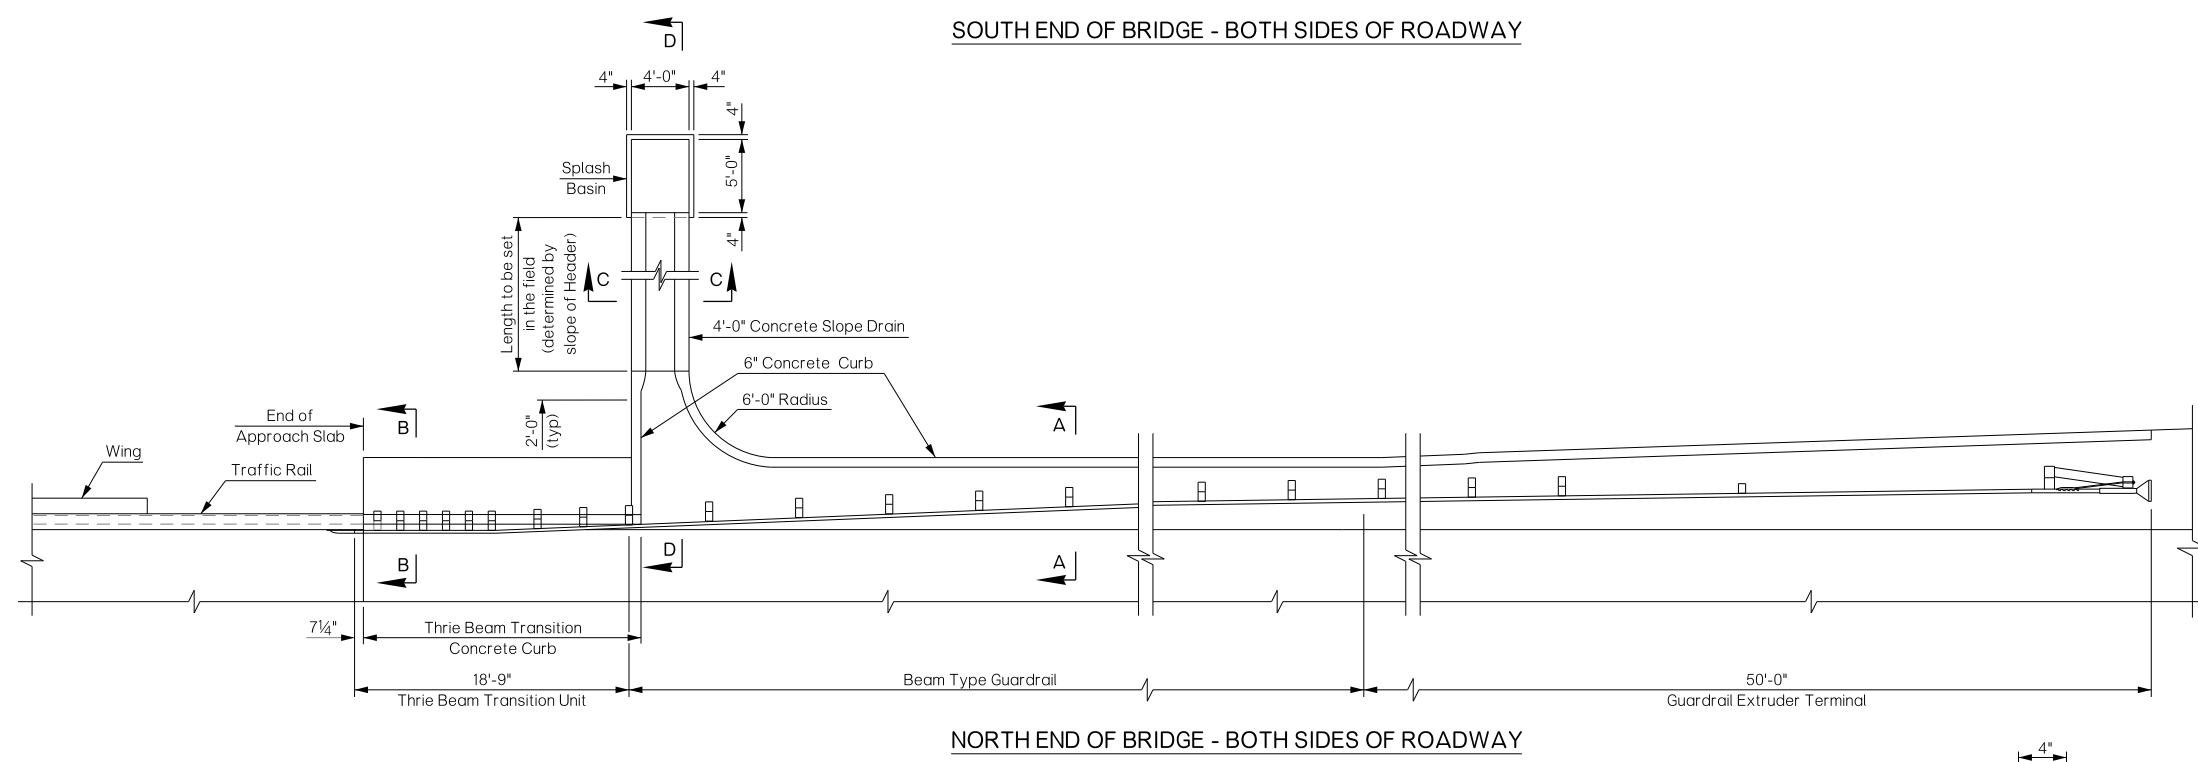 SOUTH END OF BRIDGE - BOTH SIDES OF ROADWAY
D
4" 4'-0" 4"
4"
5'-0"
4"
Splash
Basin
Length to be set
in the field
(determined by
slope of Header)
C C
4'-0" Concrete Slope Drain
6" Concrete Curb
6'-0" Radius
2'-0"
(typ)
End of
Approach Slab
B
A
Wing
Traffic Rail
B
D
A
7¼"
Thrie Beam Transition
Concrete Curb
18'-9"
Thrie Beam Transition Unit
Beam Type Guardrail
50'-0"
Guardrail Extruder Terminal
NORTH END OF BRIDGE - BOTH SIDES OF ROADWAY
4"